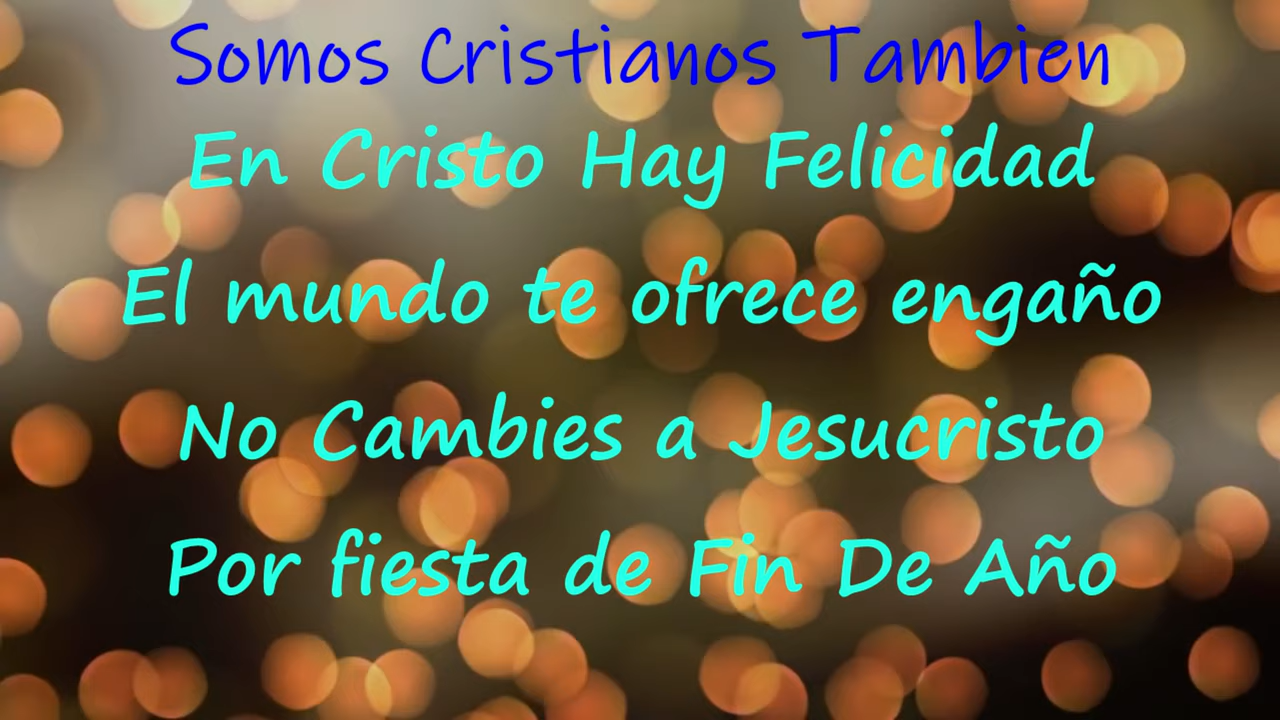 Somos Cristianos Tambien
En Cristo Hay Felicidad
El mundo te ofrece engaño
No Cambies a Jesucristo
Por fiesta de Fin De Año